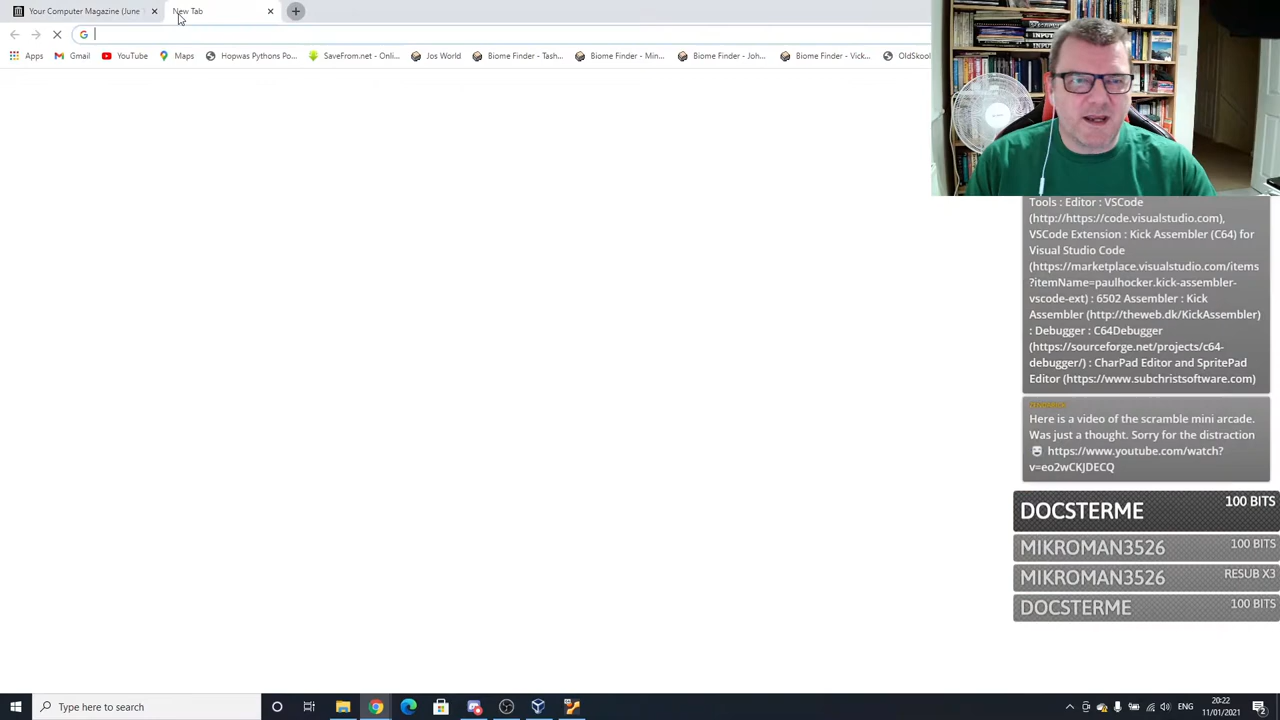 Your Computer Magazine (June
New Tab
Apps
Gmail
YouTube
Maps
Hopwas Python
SaveFrom.net - Onli...
Jos World
Biome Finder - T...
Biome Finder - Min...
Biome Finder - Joh...
Biome Finder - Vick...
OldSkool
INPUT
INPUT
Tools : Editor : VSCode
(http://https://code.visualstudio.com),
VSCode Extension : Kick Assembler (C64) for
Visual Studio Code
(https://marketplace.visualstudio.com/items
?itemName=paulhocker.kick-assembler-
vscode-ext) : 6502 Assembler : Kick
Assembler (http://theweb.dk/KickAssembler)
: Debugger : C64Debugger
(https://sourceforge.net/projects/c64-
debugger/) : CharPad Editor and SpritePad
Editor (https://www.subchristsoftware.com)
Here is a video of the scramble mini arcade.
Was just a thought. Sorry for the distraction
https://www.youtube.com/watch?
v=eo2wCKJDECQ
DOCSTERME 100 BITS
MIKROMAN3526 100 BITS
MIKROMAN3526 RESUB X3
DOCSTERME 100 BITS
Type here to search
ENG
20:22
11/01/2021
2